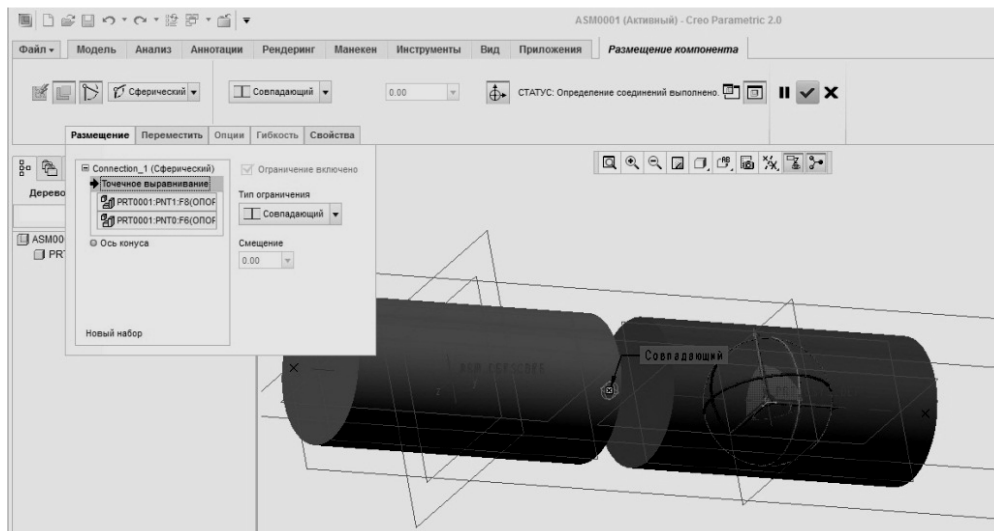 ASM0001 (Активный) - Creo Parametric 2.0
Файл Модель Анализ Аннотации Рендеринг Манекен Инструменты Вид Приложения Размещение компонента
Сферический Совпадающий 0.00 СТАТУС: Определение соединений выполнено.
Размещение Переместить Опции Гибкость Свойства
Connection_1 (Сферический)
Точечное выравнивание
PRT0001:PNT1:F8(ОПОР
PRT0001:PNT0:F6(ОПОР
Ось конуса
Новый набор
Ограничение включено
Тип ограничения
Совпадающий
Смещение
0.00
Дерево
ASM00
PR
Совпадающий